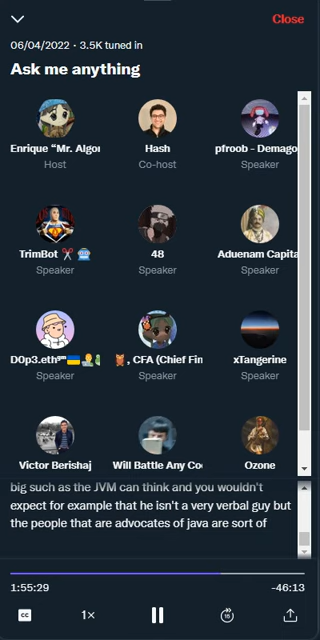 Close
06/04/2022 · 3.5K tuned in
Ask me anything
Enrique "Mr. Algor
Hash
pfroob - Demago
Host
Co-host
Speaker
TrimBot ✂️ 🤖
48
Aduenam Capita
Speaker
Speaker
Speaker
D0p3.eth
, CFA (Chief Fin
xTangerine
Speaker
Speaker
Speaker
Victor Berishaj
Will Battle Any Co
Ozone
big such as the JVM can think and you wouldn't
expect for example that he isn't a very verbal guy but
the people that are advocates of java are sort of
1:55:29
-46:13
CC
1×
15